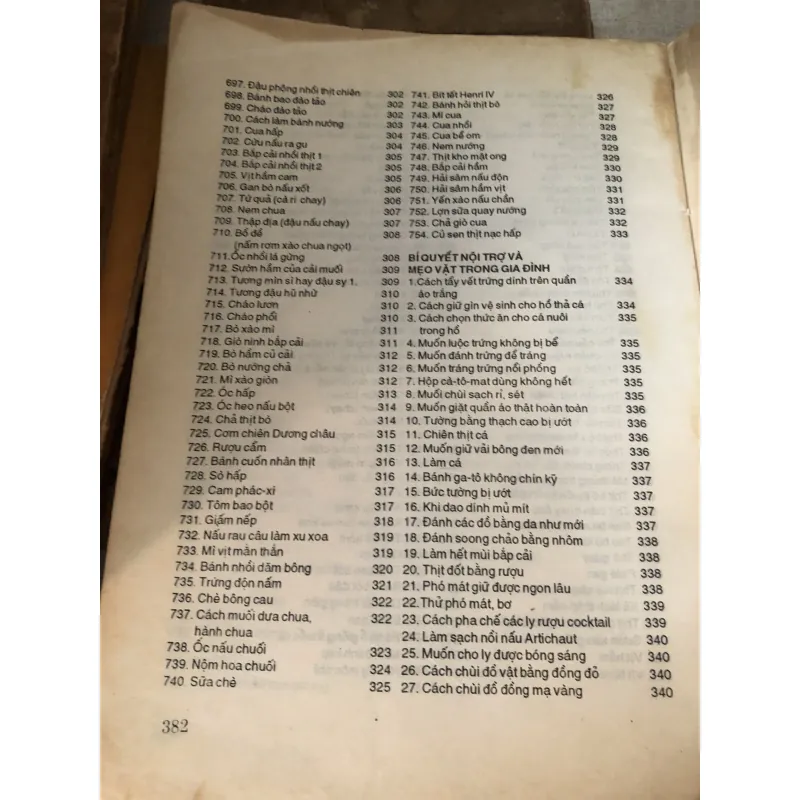 697. Đậu phộng nhồi thịt chiên 302
698. Bánh bao đảo tảo 302
699. Cháo đảo tảo 302
700. Cách làm bánh nướng 303
701. Cua hấp 304
702. Cừu nấu ra gu 304
703. Bắp cải nhồi thịt 1 305
704. Bắp cải nhồi thịt 2 305
705. Vịt hầm cam 305
706. Gan bò nấu xốt 306
707. Tứ quả (cà ri chay) 306
708. Nem chua 307
709. Thập địa (đậu nấu chay) 307
710. Bồ đề 308
(nấm rơm xào chua ngọt)
711. Ốc nhồi lá gừng 308
712. Sườn hầm của cải muối 309
713. Tương mìn sì hay đậu sy 1. 309
714. Tương đậu hũ nhừ 310
715. Cháo lươn 310
716. Cháo phổi 310
717. Bò xào mì 311
718. Giò ninh bắp cải 311
719. Bò hầm củ cải 312
720. Bò nướng chả 312
721. Mì xào giòn 312
722. Ốc hấp 313
723. Óc heo nấu bột 314
724. Chả thịt bò 314
725. Cơm chiên Dương châu 315
726. Rượu cẩm 315
727. Bánh cuốn nhân thịt 316
728. Sò hấp 316
729. Cam phác-xi 317
730. Tôm bao bột 317
731. Giấm nếp 318
732. Nấu rau câu làm xu xoa 319
733. Mì vịt mằn thắn 319
734. Bánh nhồi dăm bông 320
735. Trứng độn nấm 321
736. Chè bông cau 322
737. Cách muối dưa chua, 322
hành chua
738. Ốc nấu chuối 323
739. Nộm hoa chuối 324
740 Sữa chè 325
741. Bít tết Henri IV 326
742. Bánh hỏi thịt bò 327
743. Mì cua 327
744. Cua nhồi 328
745. Cua bể om 328
746. Nem nướng 329
747. Thịt kho mật ong 329
748. Bắp cải hầm 330
749. Hải sâm nấu độn 330
750. Hải sâm hầm vịt 331
751. Yến xào nấu chần 331
752. Lợn sữa quay nướng 332
753. Chả giò cua 332
754. Củ sen thịt nạc hấp 333
BÍ QUYẾT NỘI TRỢ VÀ
MẸO VẶT TRONG GIA ĐÌNH
1.Cách tẩy vết trứng dính trên quần 334
áo trắng
2. Cách giữ gìn vệ sinh cho hồ thả cá 334
3. Cách chọn thức ăn cho cá nuôi 335
trong hồ
4. Muốn luộc trứng không bị bể 335
5. Muốn đánh trứng để tráng 335
6. Muốn tráng trứng nổi phồng 335
7. Hộp cà-tô-mat dùng không hết 335
8. Muối chùi sạch rỉ, sét 335
9. Muốn giặt quần áo thật hoàn toàn 336
10. Tường bằng thạch cao bị ướt 336
11. Chiên thịt cá 336
12. Muốn giữ vải bông đen mới 336
13. Làm cá 337
14. Bánh ga-tô không chín kỹ 337
15. Bức tường bị ướt 337
16. Khi dao dính mủ mít 337
17. Đánh các đồ bằng da như mới 337
18. Đánh soong chảo bằng nhôm 338
19. Làm hết mùi bắp cải 338
20. Thịt đốt bằng rượu 338
21. Phó mát giữ được ngon lâu 338
22. Thử phó mát, bơ 339
23. Cách pha chế các ly rượu cocktail 339
24. Làm sạch nồi nấu Artichaut 340
25. Muốn cho ly được bóng sáng 340
26. Cách chùi đồ vật bằng đồng đỏ 340
27. Cách chùi đồ đồng mạ vàng 340
382